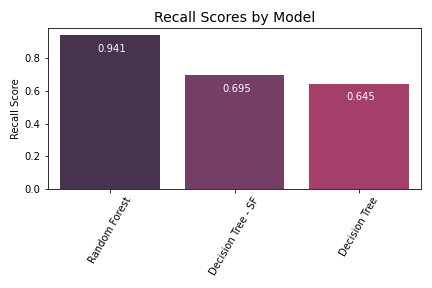 Recall Scores by Model
Recall Score
0.8
0.6
0.4
0.2
0.0
0.941
0.695
0.645
Random Forest
Decision Tree - SF
Decision Tree